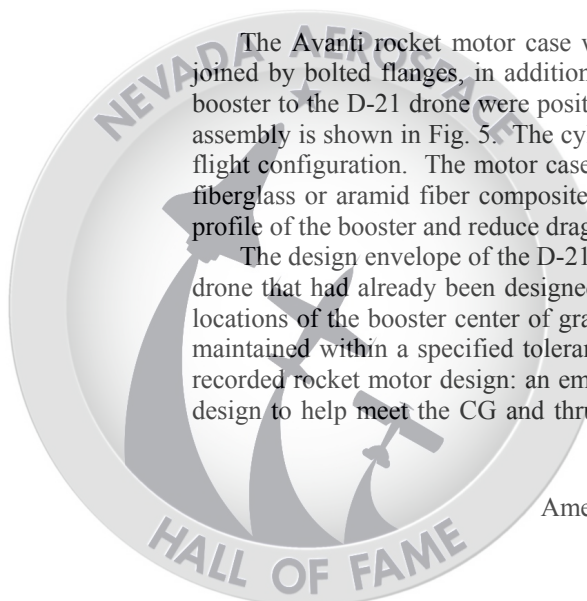 The Avanti rocket motor case w
joined by bolted flanges, in addition
booster to the D-21 drone were posit
assembly is shown in Fig. 5. The cy
flight configuration. The motor case
fiberglass or aramid fiber composite
profile of the booster and reduce drag
The design envelope of the D-21
drone that had already been designed
locations of the booster center of gra
maintained within a specified toleran
recorded rocket motor design: an em
design to help meet the CG and thru
Ame
NEVADA AEROSPACE
HALL OF FAME